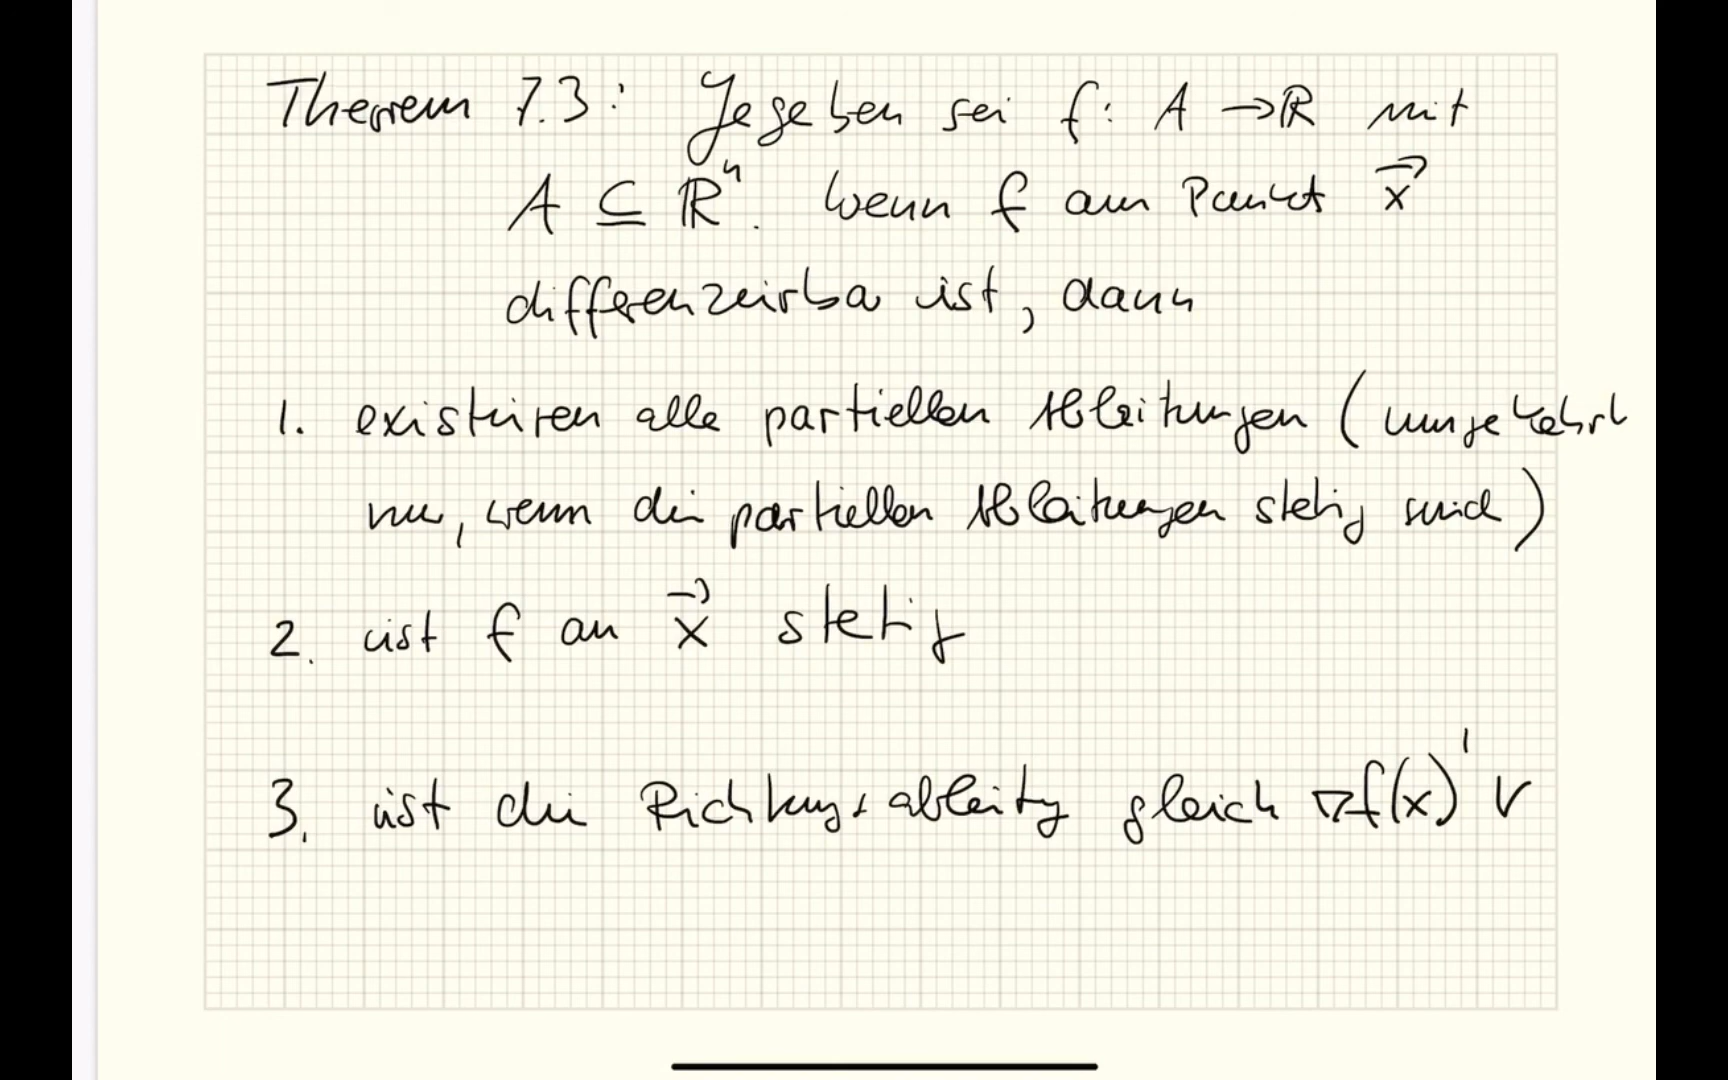 Theorem 7.3: Gegeben sei f: A → ℝ mit
A ⊆ ℝⁿ. Wenn f am Punkt x⃗
differenzeirba ist, dann
1. existiren alle partiellen Ableitungen (umgekehrt
nur, wenn die partiellen Ableitungen stetig sind)
2. ist f an x⃗ stetig
3. ist die Richtungsableitg gleich ∇f(x)' v